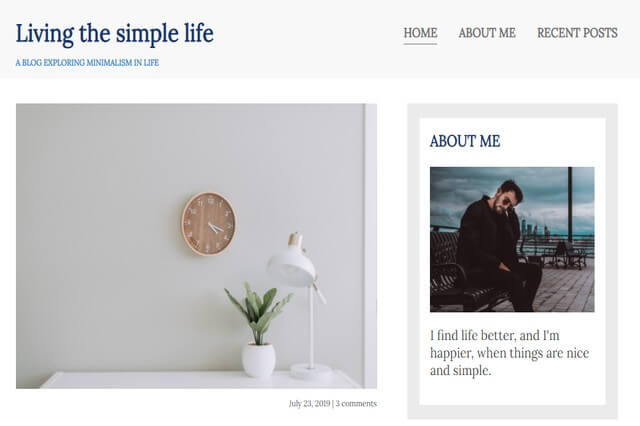 Living the simple life
A BLOG EXPLORING MINIMALISM IN LIFE
HOME ABOUT ME RECENT POSTS
July 23, 2019 | 3 comments
ABOUT ME
I find life better, and I'm
happier, when things are nice
and simple.